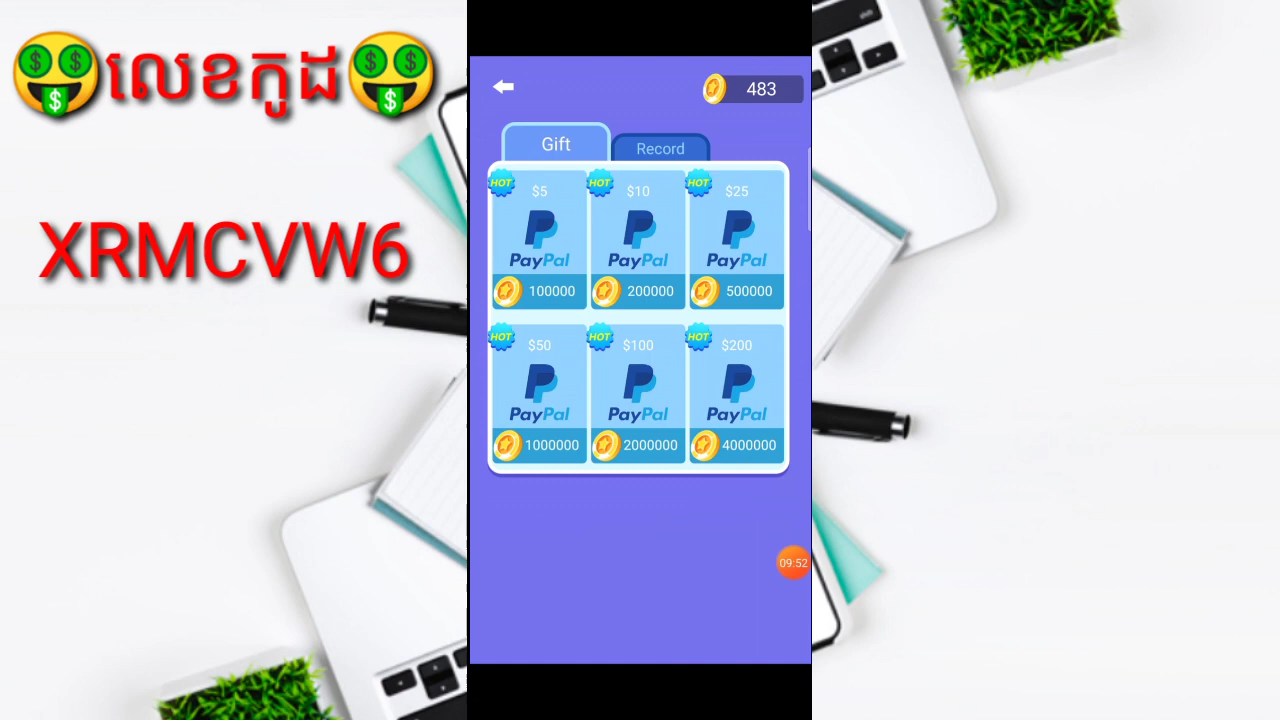 លេខកូដ
XRMCVW6
483
Gift
Record
HOT
$5
HOT
$10
HOT
$25
PayPal
PayPal
PayPal
100000
200000
500000
HOT
$50
HOT
$100
HOT
$200
PayPal
PayPal
PayPal
1000000
2000000
4000000
09:52